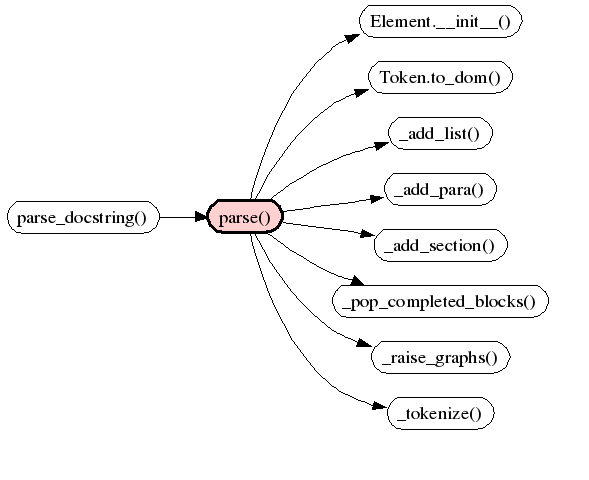 Element.__init__()
Token.to_dom()
_add_list()
_add_para()
parse_docstring()
parse()
_add_section()
_pop_completed_blocks()
_raise_graphs()
_tokenize()